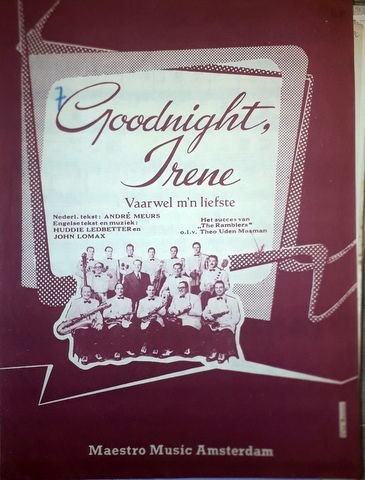 7
Goodnight,
Irene
Vaarwel m'n liefste
Nederl. tekst: ANDRÉ MEURS
Engelse tekst en muziek:
HUDDIE LEDBETTER en
JOHN LOMAX
Het succes van
„The Ramblers”
o.l.v. Theo Uden Masman
Maestro Music Amsterdam